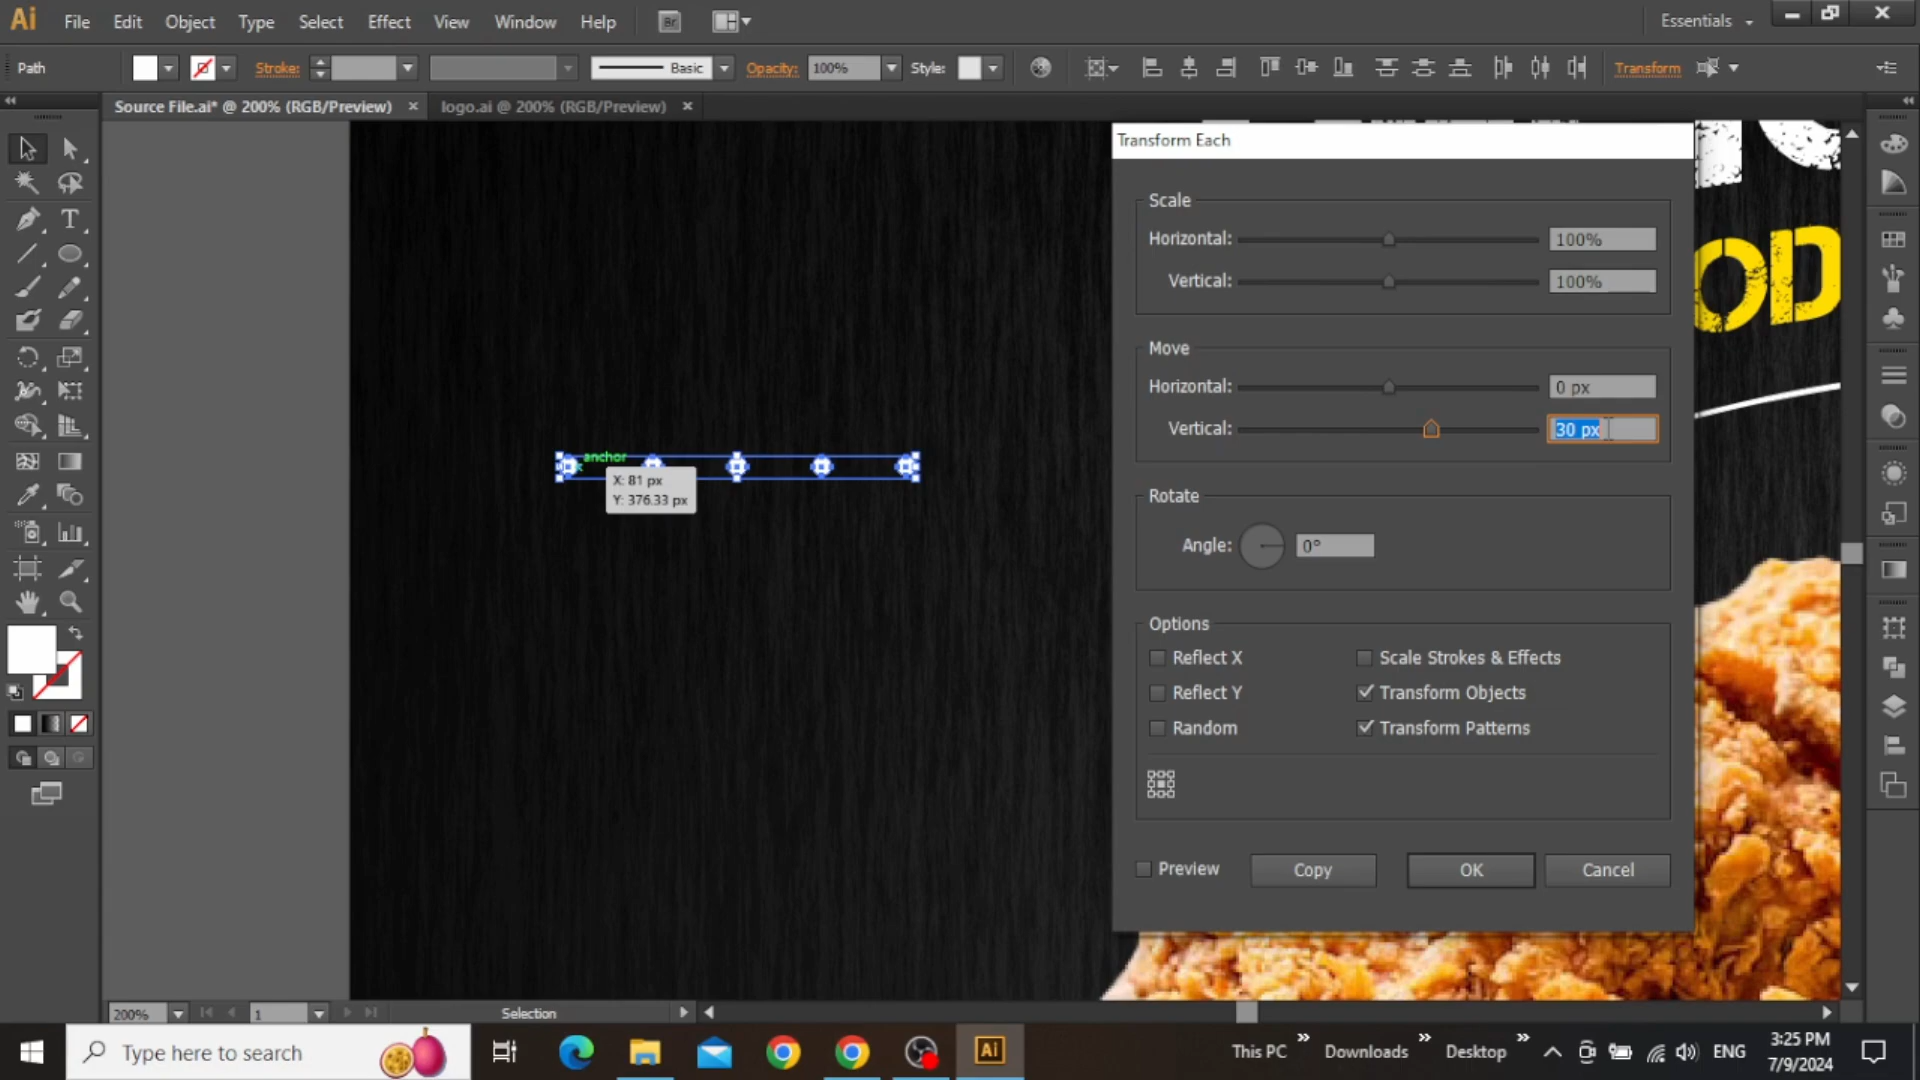 Ai File Edit Object Type Select Effect View Window Help Br Essentials
Path Stroke: Basic Opacity: 100% Style: Transform
Source File.ai* @ 200% (RGB/Preview) × logo.ai @ 200% (RGB/Preview) ×
Transform Each
Scale
Horizontal: 100%
Vertical: 100%
OD
Move
Horizontal: 0 px
Vertical: 30 px
anchor
X: 81 px
Y: 376.33 px
Rotate
Angle: 0°
Options
Reflect X Scale Strokes & Effects
Reflect Y Transform Objects
Random Transform Patterns
Preview Copy OK Cancel
200% 1 Selection
Type here to search Ai This PC Downloads Desktop ENG 3:25 PM
7/9/2024